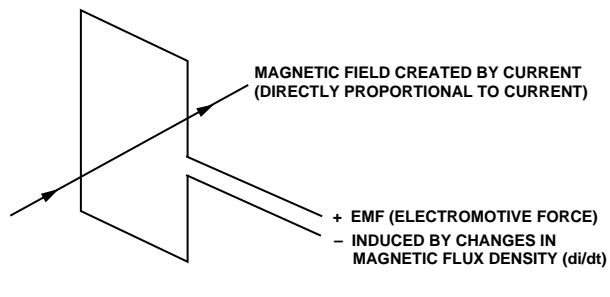 MAGNETIC FIELD CREATED BY CURRENT
(DIRECTLY PROPORTIONAL TO CURRENT)
+ EMF (ELECTROMOTIVE FORCE)
– INDUCED BY CHANGES IN
MAGNETIC FLUX DENSITY (di/dt)